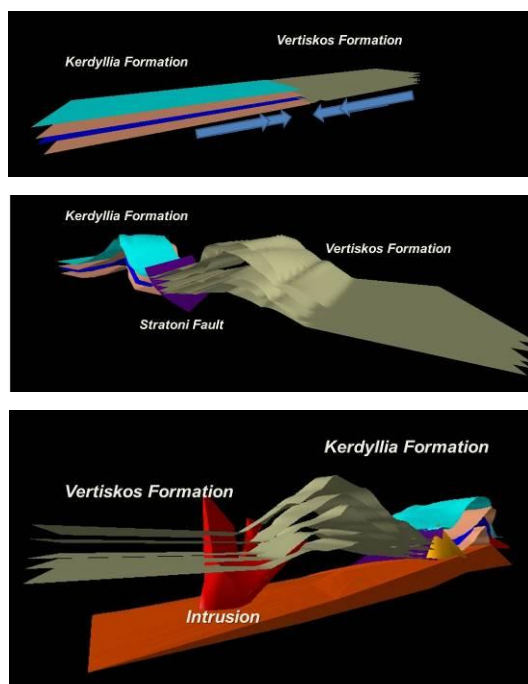 Vertiskos Formation
Kerdyllia Formation
Kerdyllia Formation
Vertiskos Formation
Stratoni Fault
Kerdyllia Formation
Vertiskos Formation
Intrusion